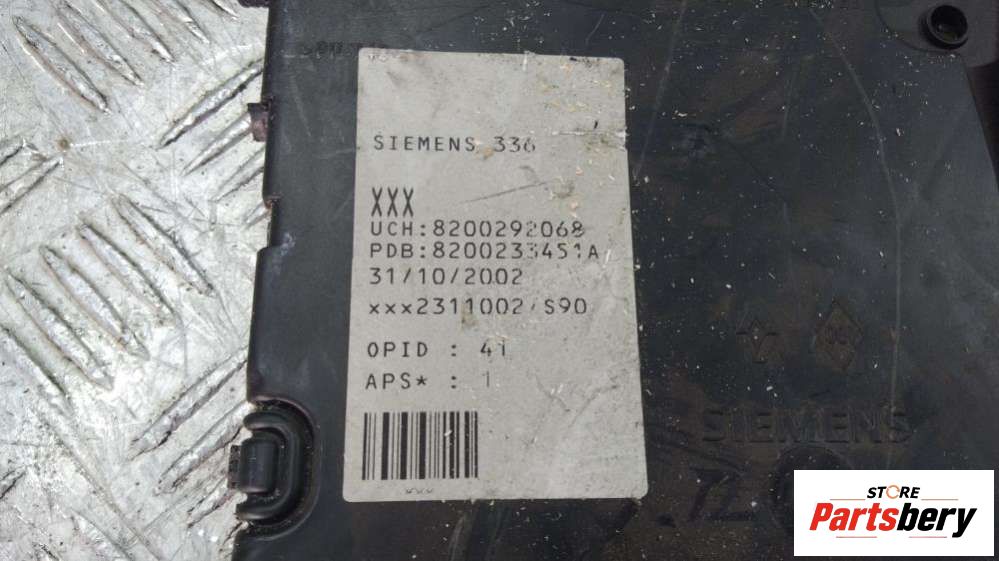 SIEMENS 336
XXX
UCH:8200292068
PDB:8200233451A
31/10/2002
xxx2311002/S90
OPID : 41
APS* : 1
SIEMENS
STORE
Partsbery